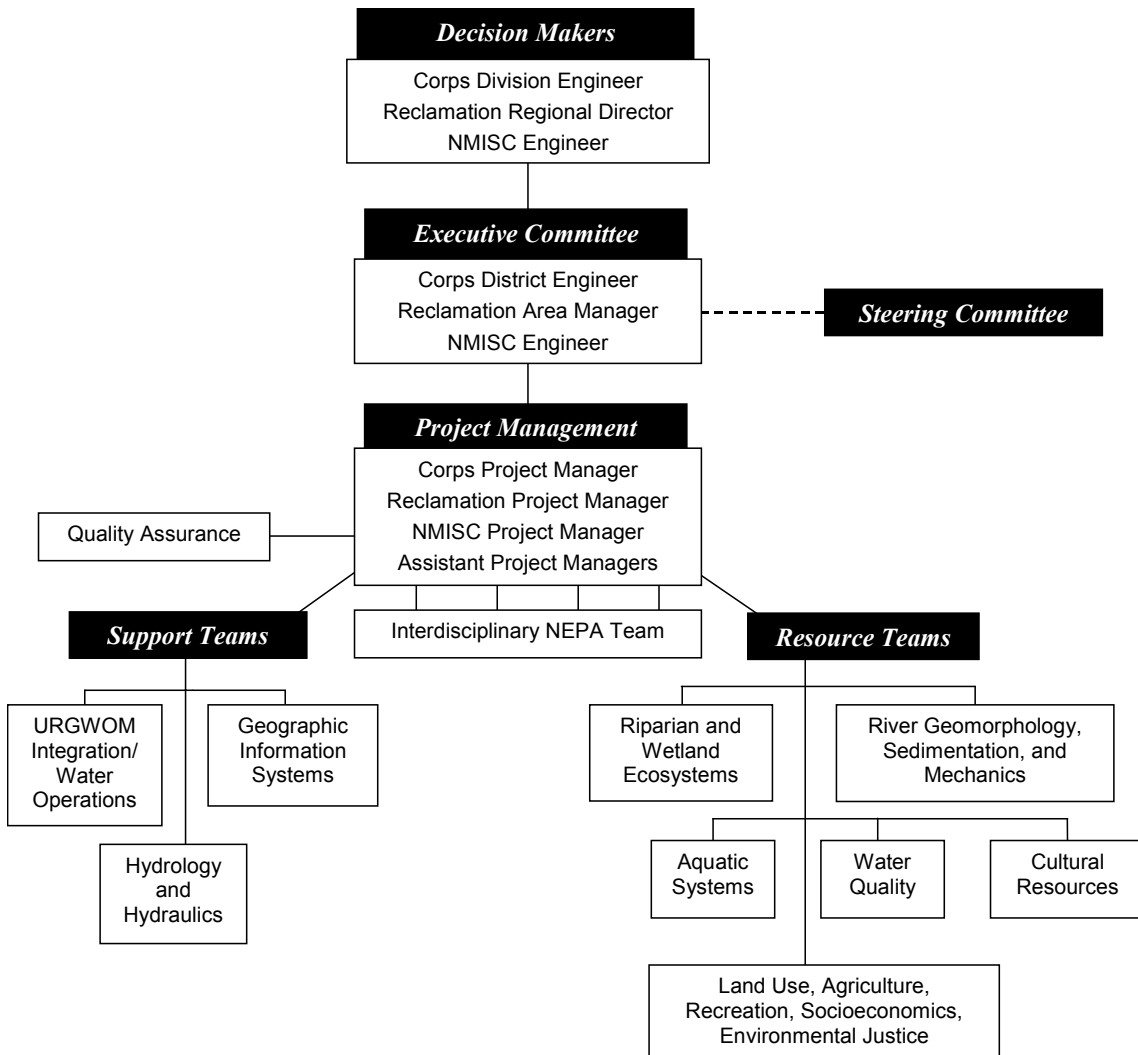 Decision Makers
Corps Division Engineer
Reclamation Regional Director
NMISC Engineer
Executive Committee
Corps District Engineer
Reclamation Area Manager
NMISC Engineer
Steering Committee
Project Management
Corps Project Manager
Reclamation Project Manager
NMISC Project Manager
Assistant Project Managers
Quality Assurance
Interdisciplinary NEPA Team
Support Teams
URGWOM
Integration/
Water
Operations
Geographic
Information
Systems
Hydrology
and
Hydraulics
Resource Teams
Riparian and
Wetland
Ecosystems
River Geomorphology,
Sedimentation, and
Mechanics
Aquatic
Systems
Water
Quality
Cultural
Resources
Land Use, Agriculture,
Recreation, Socioeconomics,
Environmental Justice